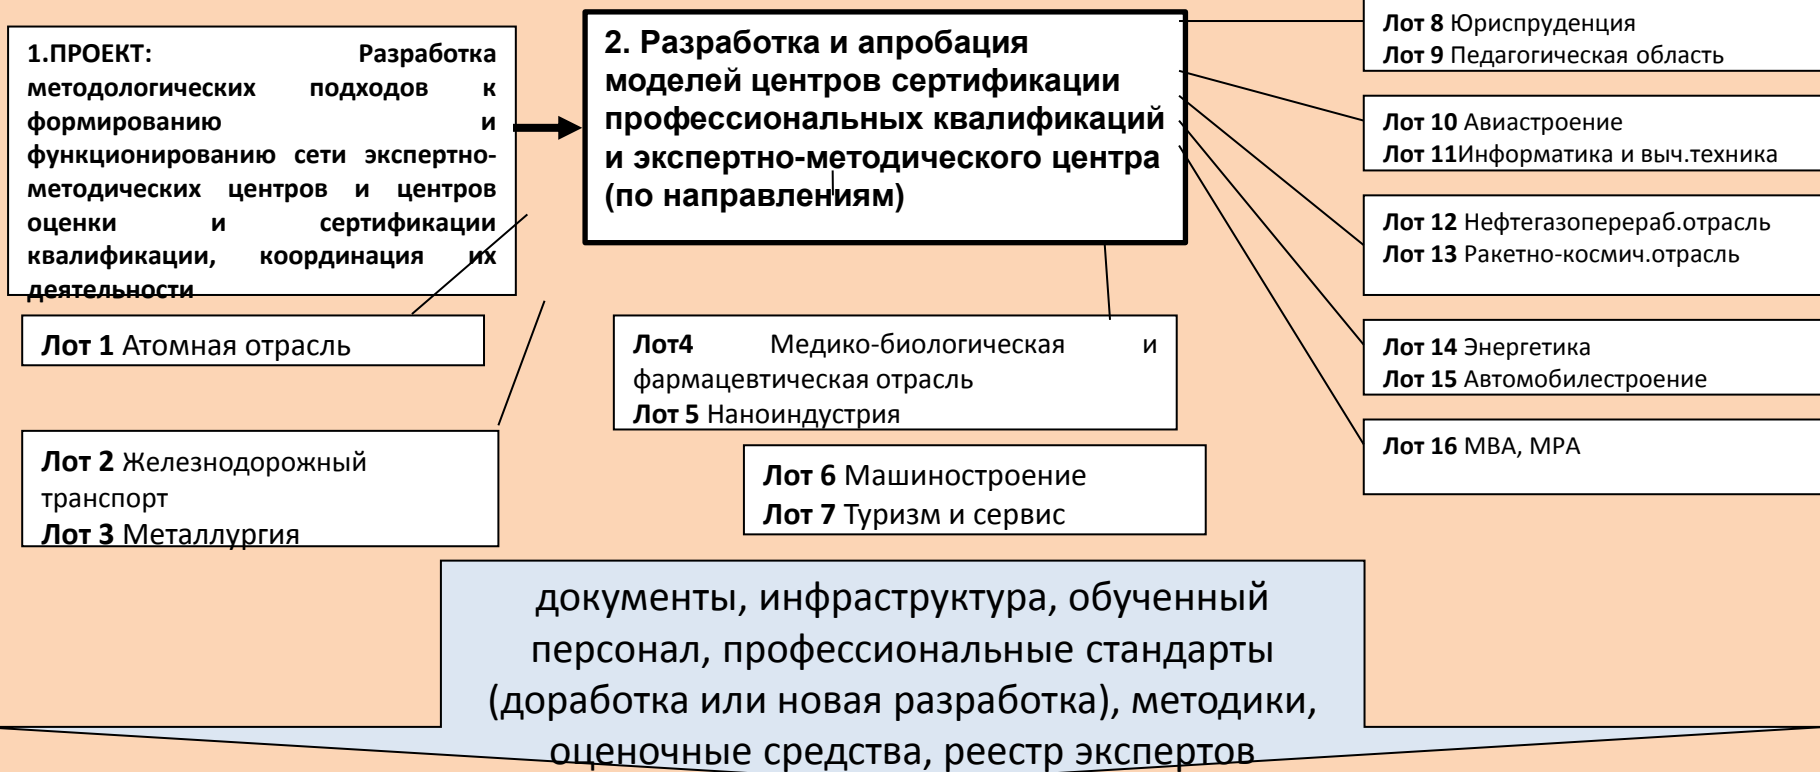 1.ПРОЕКТ: Разработка
методологических подходов к
формированию и
функционированию сети экспертно-
методических центров и центров
оценки и сертификации
квалификации, координация их
деятельности
2. Разработка и апробация
моделей центров сертификации
профессиональных квалификаций
и экспертно-методического центра
(по направлениям)
Лот 1 Атомная отрасль
Лот 2 Железнодорожный
транспорт
Лот 3 Металлургия
Лот4 Медико-биологическая и
фармацевтическая отрасль
Лот 5 Наноиндустрия
Лот 6 Машиностроение
Лот 7 Туризм и сервис
Лот 8 Юриспруденция
Лот 9 Педагогическая область
Лот 10 Авиастроение
Лот 11Информатика и выч.техника
Лот 12 Нефтегазоперераб.отрасль
Лот 13 Ракетно-космич.отрасль
Лот 14 Энергетика
Лот 15 Автомобилестроение
Лот 16 МВА, МРА
документы, инфраструктура, обученный
персонал, профессиональные стандарты
(доработка или новая разработка), методики,
оценочные средства, реестр экспертов